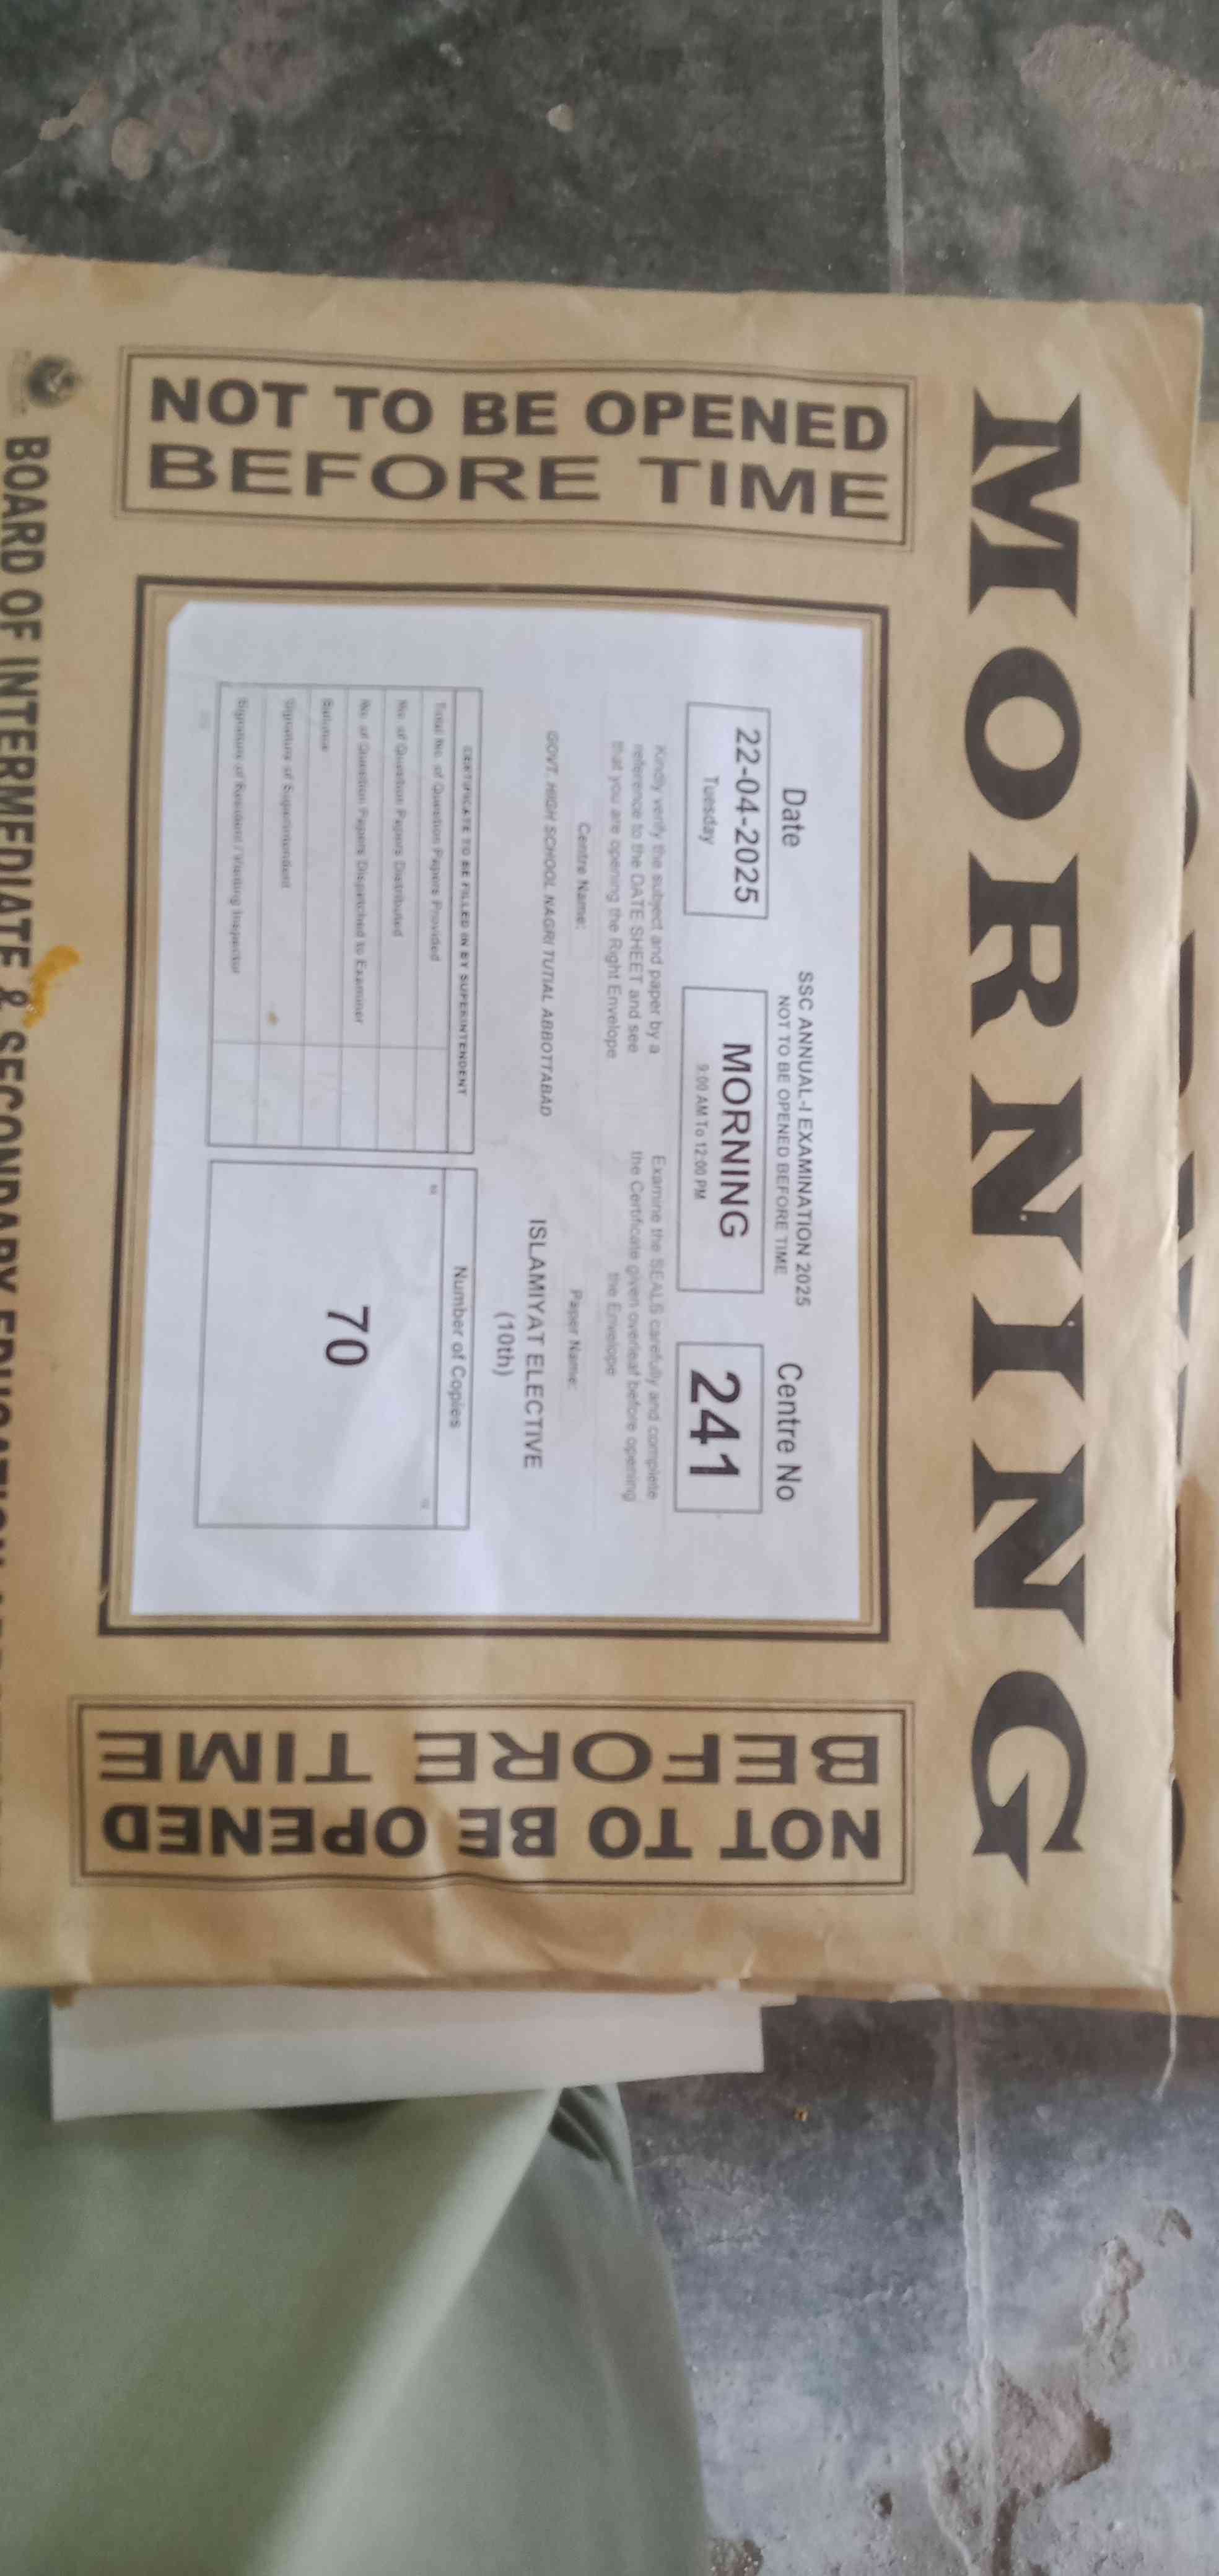 MORNING
NOT TO BE OPENED
BEFORE TIME
SSC ANNUAL-I EXAMINATION 2025
NOT TO BE OPENED BEFORE TIME
Date
22-04-2025
Tuesday
MORNING
9:00 AM To 12:00 PM
Centre No
241
Kindly verify the subject and paper by a
reference to the DATE SHEET and see
that you are opening the Right Envelope
Examine the SEALS carefully and complete
the Certificate given overleaf before opening
the Envelope
Centre Name:
GOVT. HIGH SCHOOL NAGRI TUTIAL ABBOTTABAD
Paper Name:
ISLAMIYAT ELECTIVE
(10th)
CERTIFICATE TO BE FILLED IN BY SUPERINTENDENT
Total No. of Question Papers Provided
No. of Question Papers Distributed
No. of Question Papers Dispatched to Examiner
Balance
Signature of Superintendent
Signature of Resident / Visiting Inspector
Number of Copies
70
NOT TO BE OPENED
BEFORE TIME
BOARD OF INTERMEDIATE & SECONDARY EDUCATION